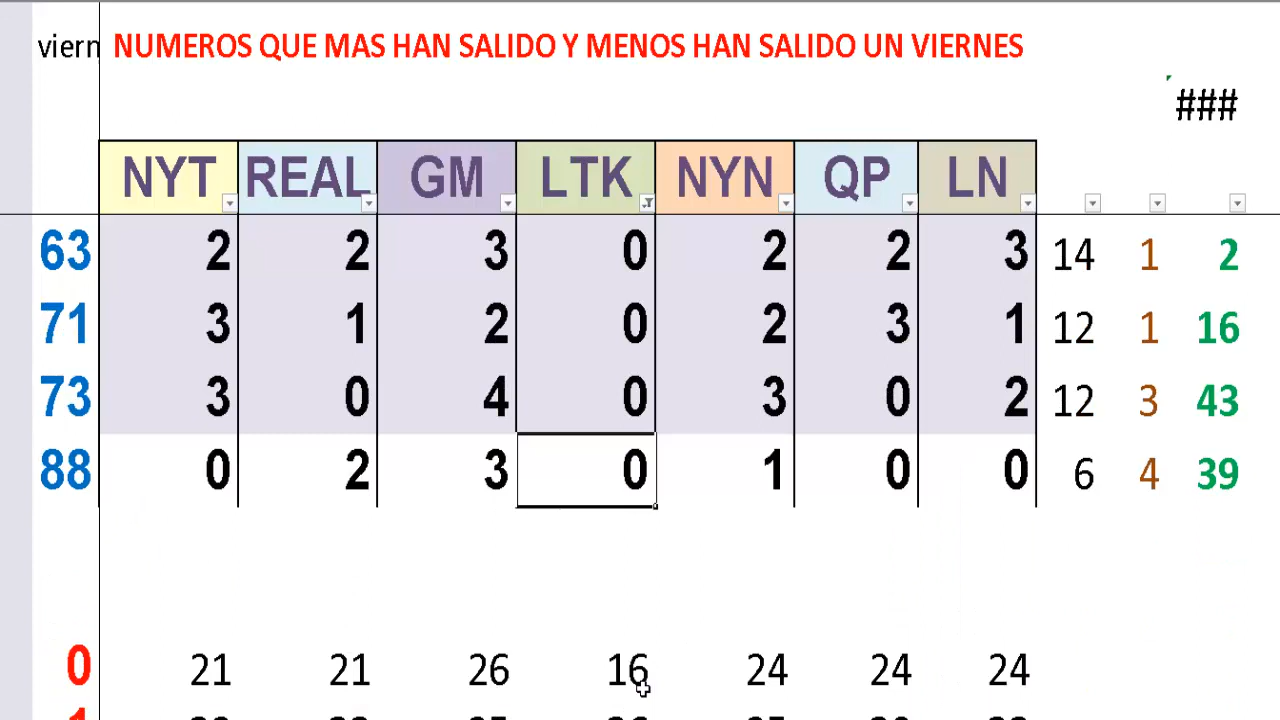 viern NUMEROS QUE MAS HAN SALIDO Y MENOS HAN SALIDO UN VIERNES
###
NYT REAL GM LTK NYN QP LN
63 2 2 3 0 2 2 3 14 1 2
71 3 1 2 0 2 3 1 12 1 16
73 3 0 4 0 3 0 2 12 3 43
88 0 2 3 0 1 0 0 6 4 39
0 21 21 26 16 24 24 24